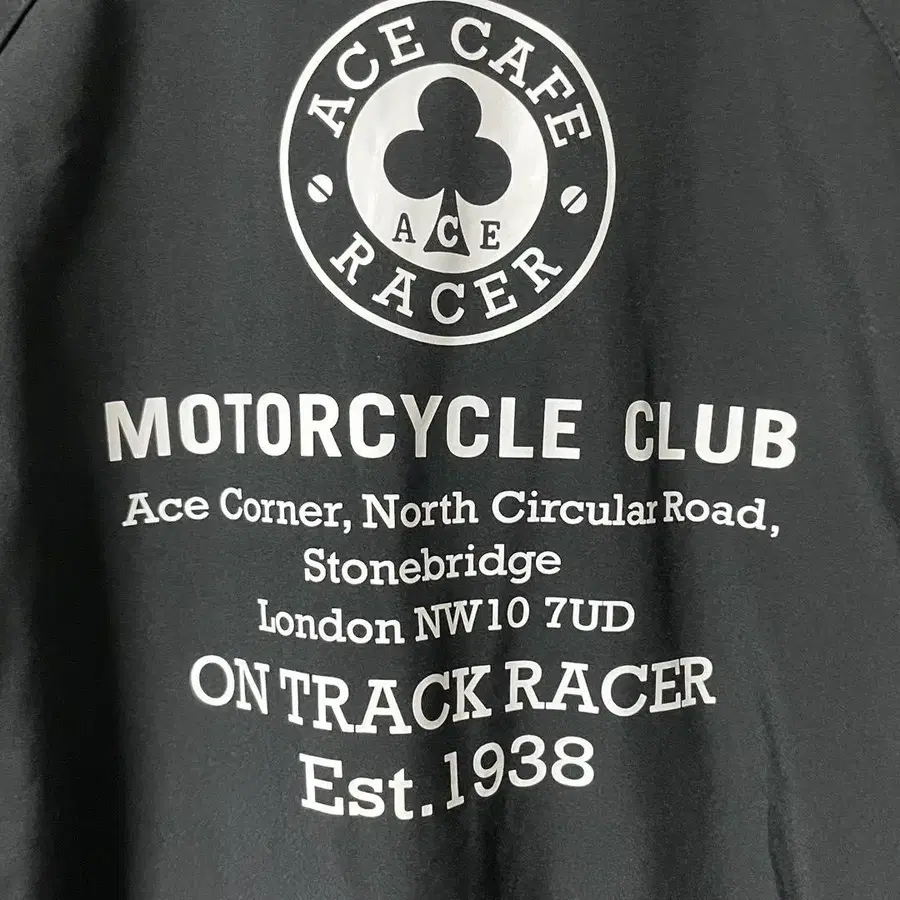 ACE CAFE
ACE
RACER
MOTORCYCLE CLUB
Ace Corner, North Circular Road,
Stonebridge
London NW10 7UD
ON TRACK RACER
Est. 1938